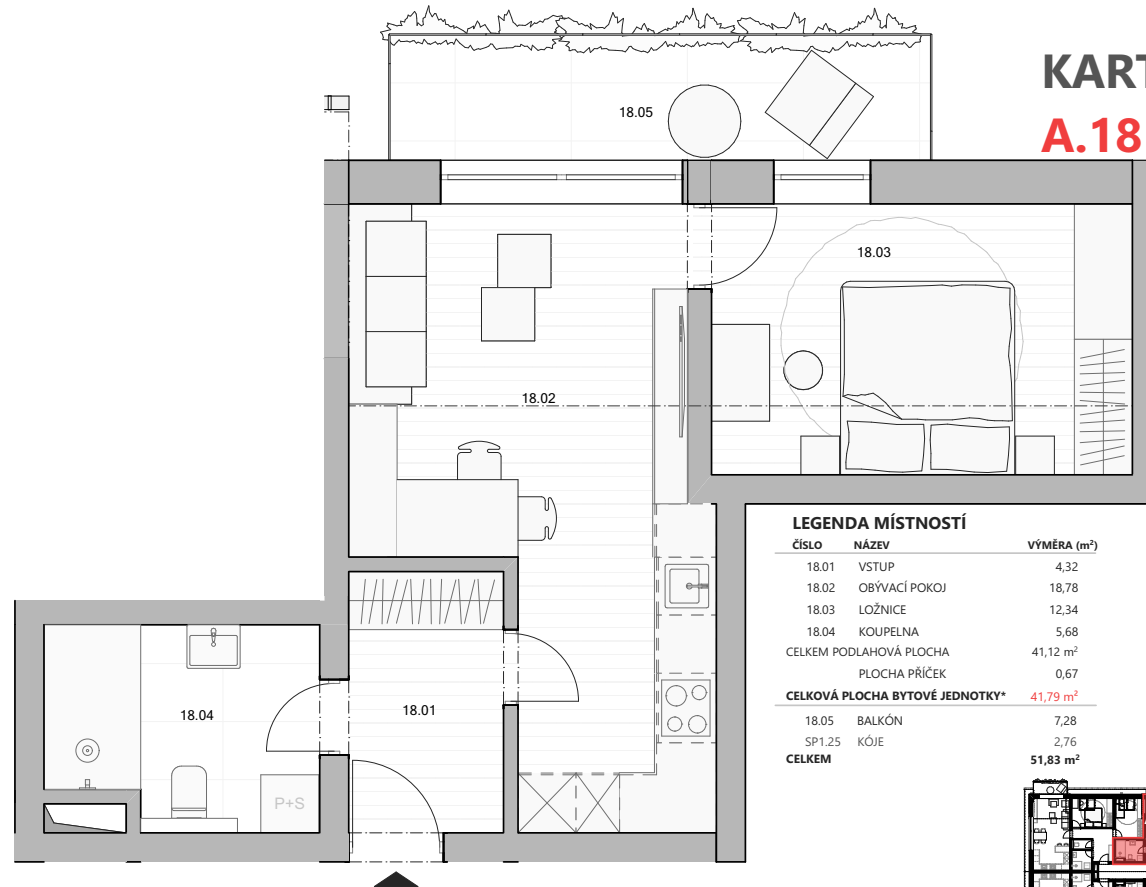 KART
A.18
18.05
18.03
18.02
18.04
18.01
P+S
LEGENDA MÍSTNOSTÍ
ČÍSLO NÁZEV VÝMĚRA (m²)
18.01 VSTUP 4,32
18.02 OBÝVACÍ POKOJ 18,78
18.03 LOŽNICE 12,34
18.04 KOUPELNA 5,68
CELKEM PODLAHOVÁ PLOCHA 41,12 m²
PLOCHA PŘÍČEK 0,67
CELKOVÁ PLOCHA BYTOVÉ JEDNOTKY* 41,79 m²
18.05 BALKÓN 7,28
SP1.25 KÓJE 2,76
CELKEM 51,83 m²